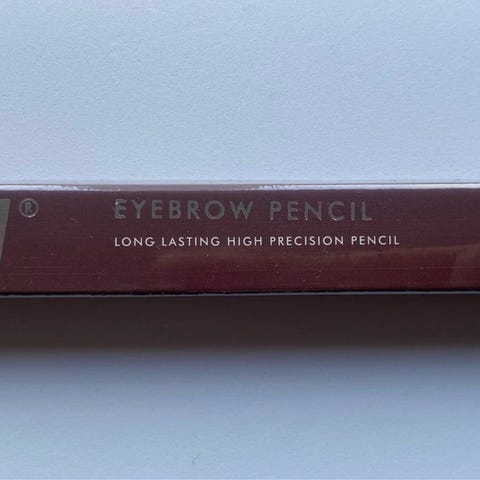 ®
EYEBROW PENCIL
LONG LASTING HIGH PRECISION PENCIL